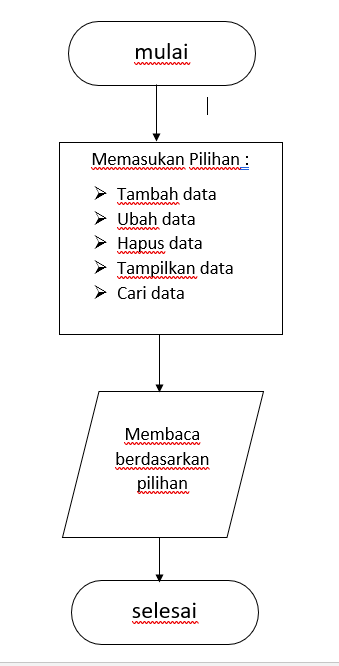 mulai
Memasukan Pilihan :
Tambah data
Ubah data
Hapus data
Tampilkan data
Cari data
Membaca
berdasarkan
pilihan
selesai